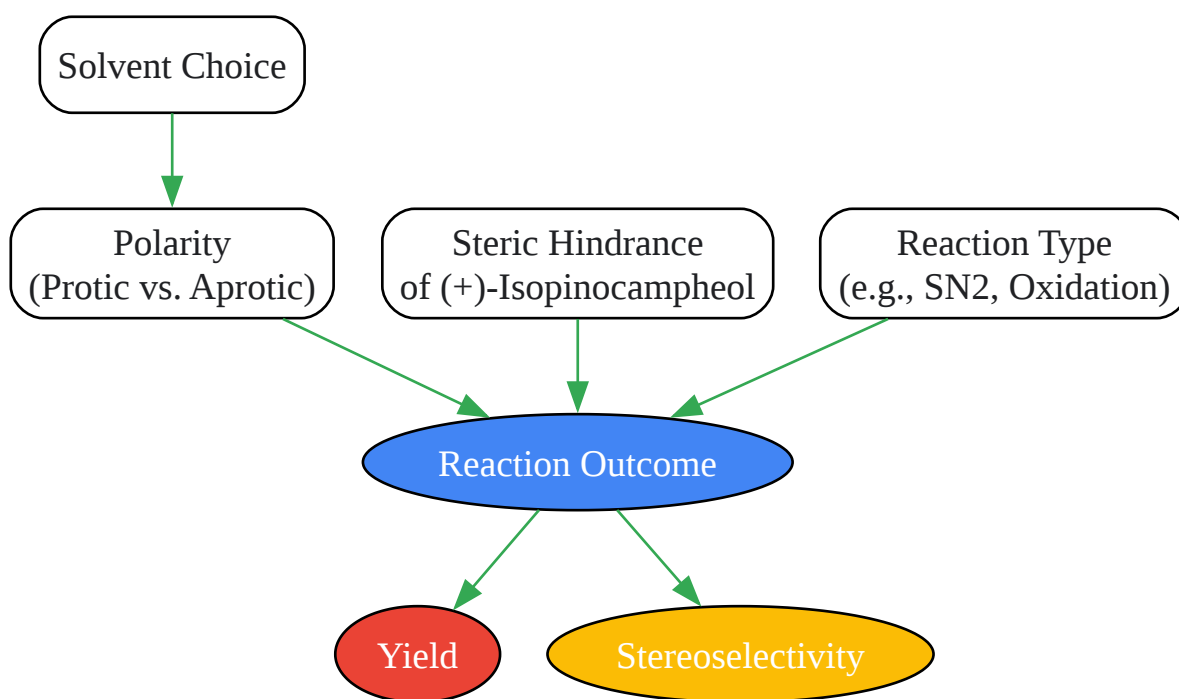 Solvent Choice
Polarity
(Protic vs. Aprotic)
Steric Hindrance
of (+)-Isopinocampheol
Reaction Type
(e.g., SN2, Oxidation)
Reaction Outcome
Yield
Stereoselectivity